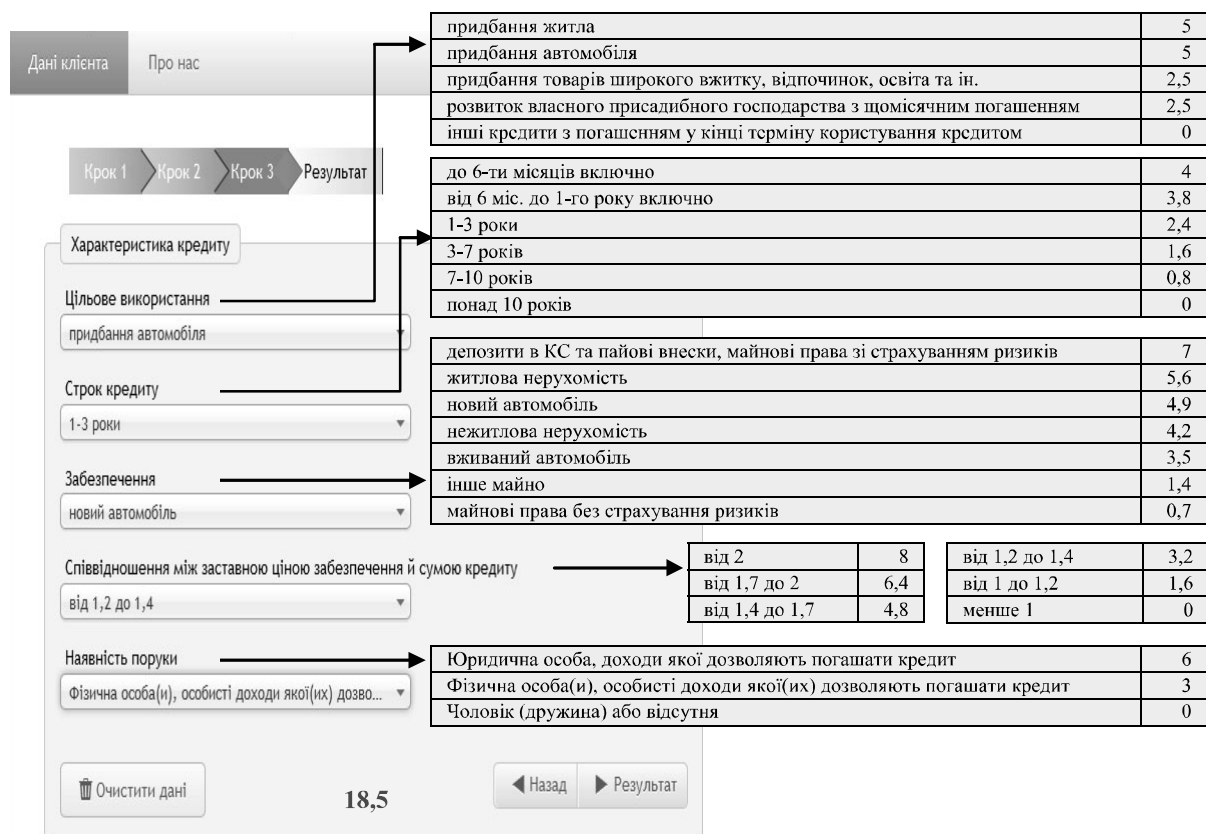 Дані клієнта
Про нас
Крок 1
Крок 2
Крок 3
Результат
Характеристика кредиту
Цільове використання
придбання автомобіля
Строк кредиту
1-3 роки
Забезпечення
новий автомобіль
Співвідношення між заставною ціною забезпечення й сумою кредиту
від 1,2 до 1,4
Наявність поруки
Фізична особа(и), особисті доходи якої(их) дозво...
Очистити дані
18,5
Назад
Результат
придбання житла 5
придбання автомобіля 5
придбання товарів широкого вжитку, відпочинок, освіта та ін. 2,5
розвиток власного присадибного господарства з щомісячним погашенням 2,5
інші кредити з погашенням у кінці терміну користування кредитом 0
до 6-ти місяців включно 4
від 6 міс. до 1-го року включно 3,8
1-3 роки 2,4
3-7 років 1,6
7-10 років 0,8
понад 10 років 0
депозити в КС та пайові внески, майнові права зі страхуванням ризиків 7
житлова нерухомість 5,6
новий автомобіль 4,9
нежитлова нерухомість 4,2
вживаний автомобіль 3,5
інше майно 1,4
майнові права без страхування ризиків 0,7
від 2 8
від 1,7 до 2 6,4
від 1,4 до 1,7 4,8
від 1,2 до 1,4 3,2
від 1 до 1,2 1,6
менше 1 0
Юридична особа, доходи якої дозволяють погашати кредит 6
Фізична особа(и), особисті доходи якої(их) дозволяють погашати кредит 3
Чоловік (дружина) або відсутня 0